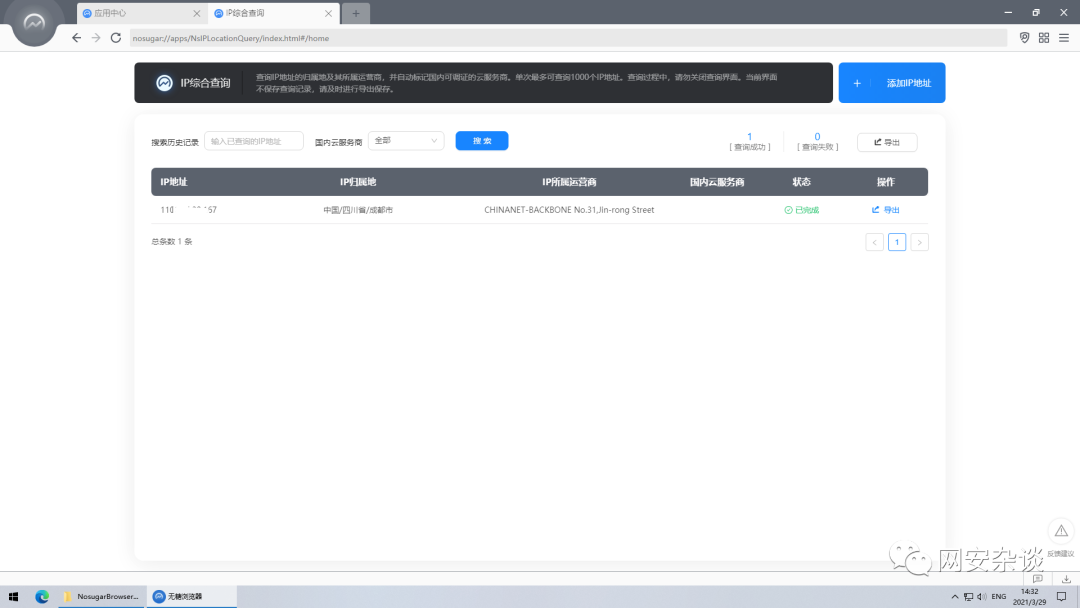 应用中心
IP综合查询
nosugar://apps/NsIPLocationQuery/index.html#/home
IP综合查询
查询IP地址的归属地及其所属运营商，并自动标记国内可调证的云服务商。单次最多可查询1000个IP地址。查询过程中，请勿关闭查询界面。当前界面
不保存查询记录，请及时进行导出保存。
+ 添加IP地址
搜索历史记录 输入已查询的IP地址 国内云服务商 全部 搜 索
1
[ 查询成功 ]
0
[ 查询失败 ]
导出
IP地址 IP归属地 IP所属运营商 国内云服务商 状态 操作
中国/四川省/成都市 CHINANET-BACKBONE No.31,Jin-rong Street 已完成 导出
总条数 1 条
1
反馈建议
网安杂谈
NosugarBrowser... 无糖浏览器
ENG
14:32
2021/3/29